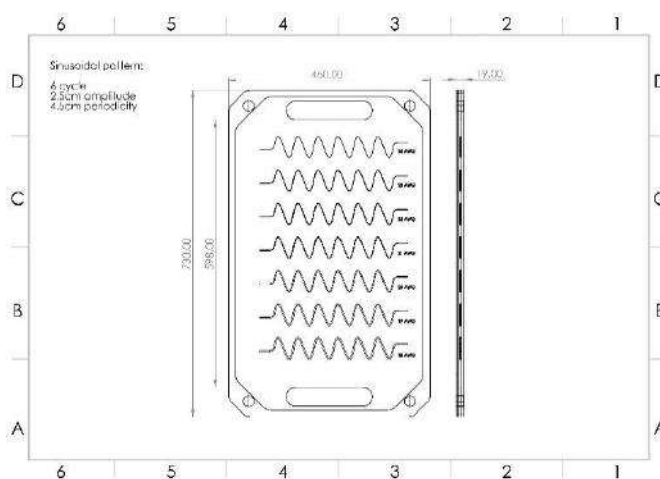 6 5 4 3 2 1
Sinusoidal pattern:
6 cycle
2.5cm amplitude
4.5cm periodicity
460.00
19.00
730.00
598.00
D D
C C
B B
A A
6 5 4 3 2 1